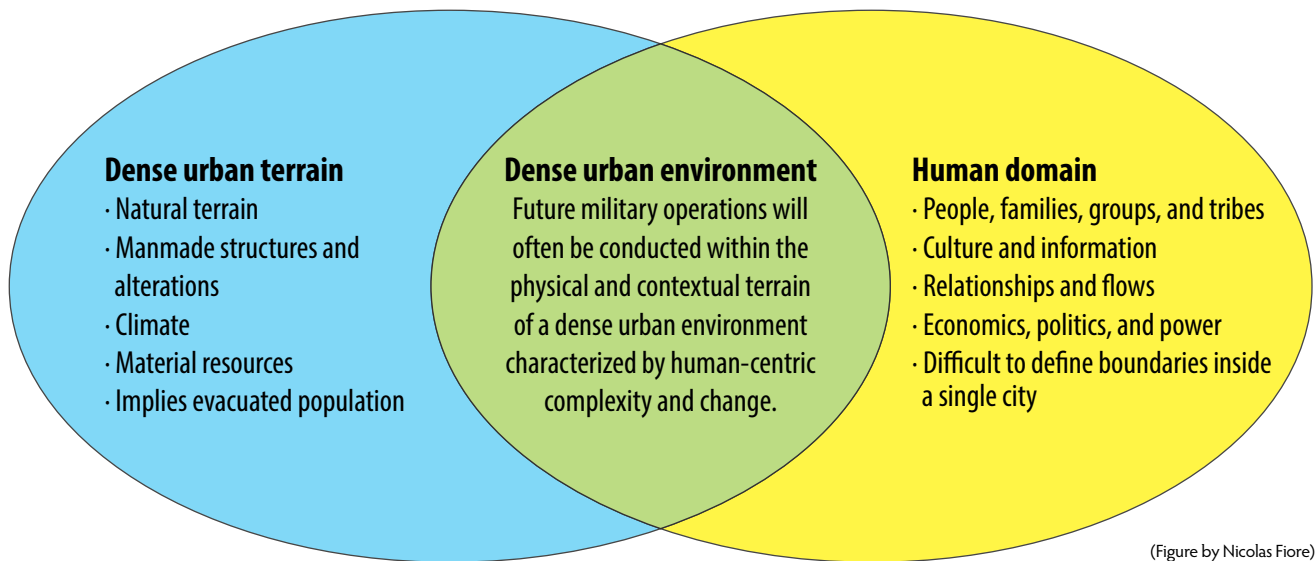 Dense urban terrain
· Natural terrain
· Manmade structures and
alterations
· Climate
· Material resources
· Implies evacuated population
Dense urban environment
Future military operations will
often be conducted within the
physical and contextual terrain
of a dense urban environment
characterized by human-centric
complexity and change.
Human domain
· People, families, groups, and tribes
· Culture and information
· Relationships and flows
· Economics, politics, and power
· Difficult to define boundaries inside
a single city
(Figure by Nicolas Fiore)